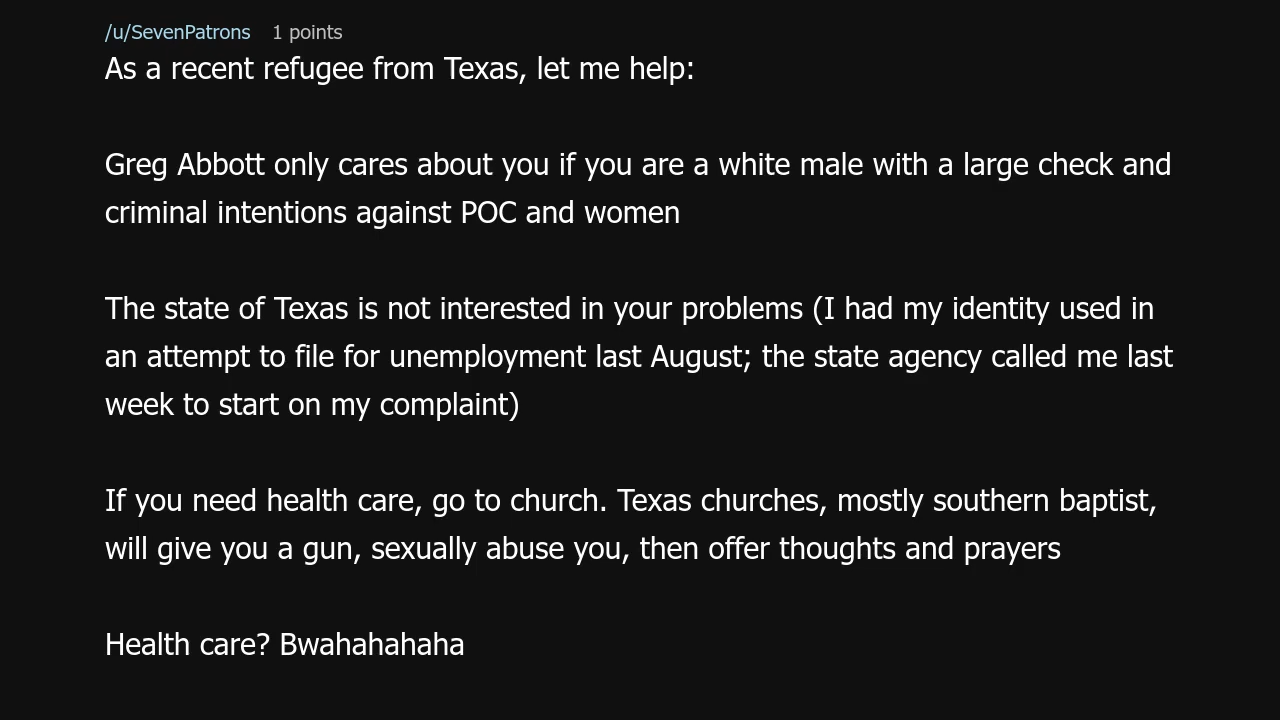 /u/SevenPatrons 1 points
As a recent refugee from Texas, let me help:
Greg Abbott only cares about you if you are a white male with a large check and
criminal intentions against POC and women
The state of Texas is not interested in your problems (I had my identity used in
an attempt to file for unemployment last August; the state agency called me last
week to start on my complaint)
If you need health care, go to church. Texas churches, mostly southern baptist,
will give you a gun, sexually abuse you, then offer thoughts and prayers
Health care? Bwahahahaha